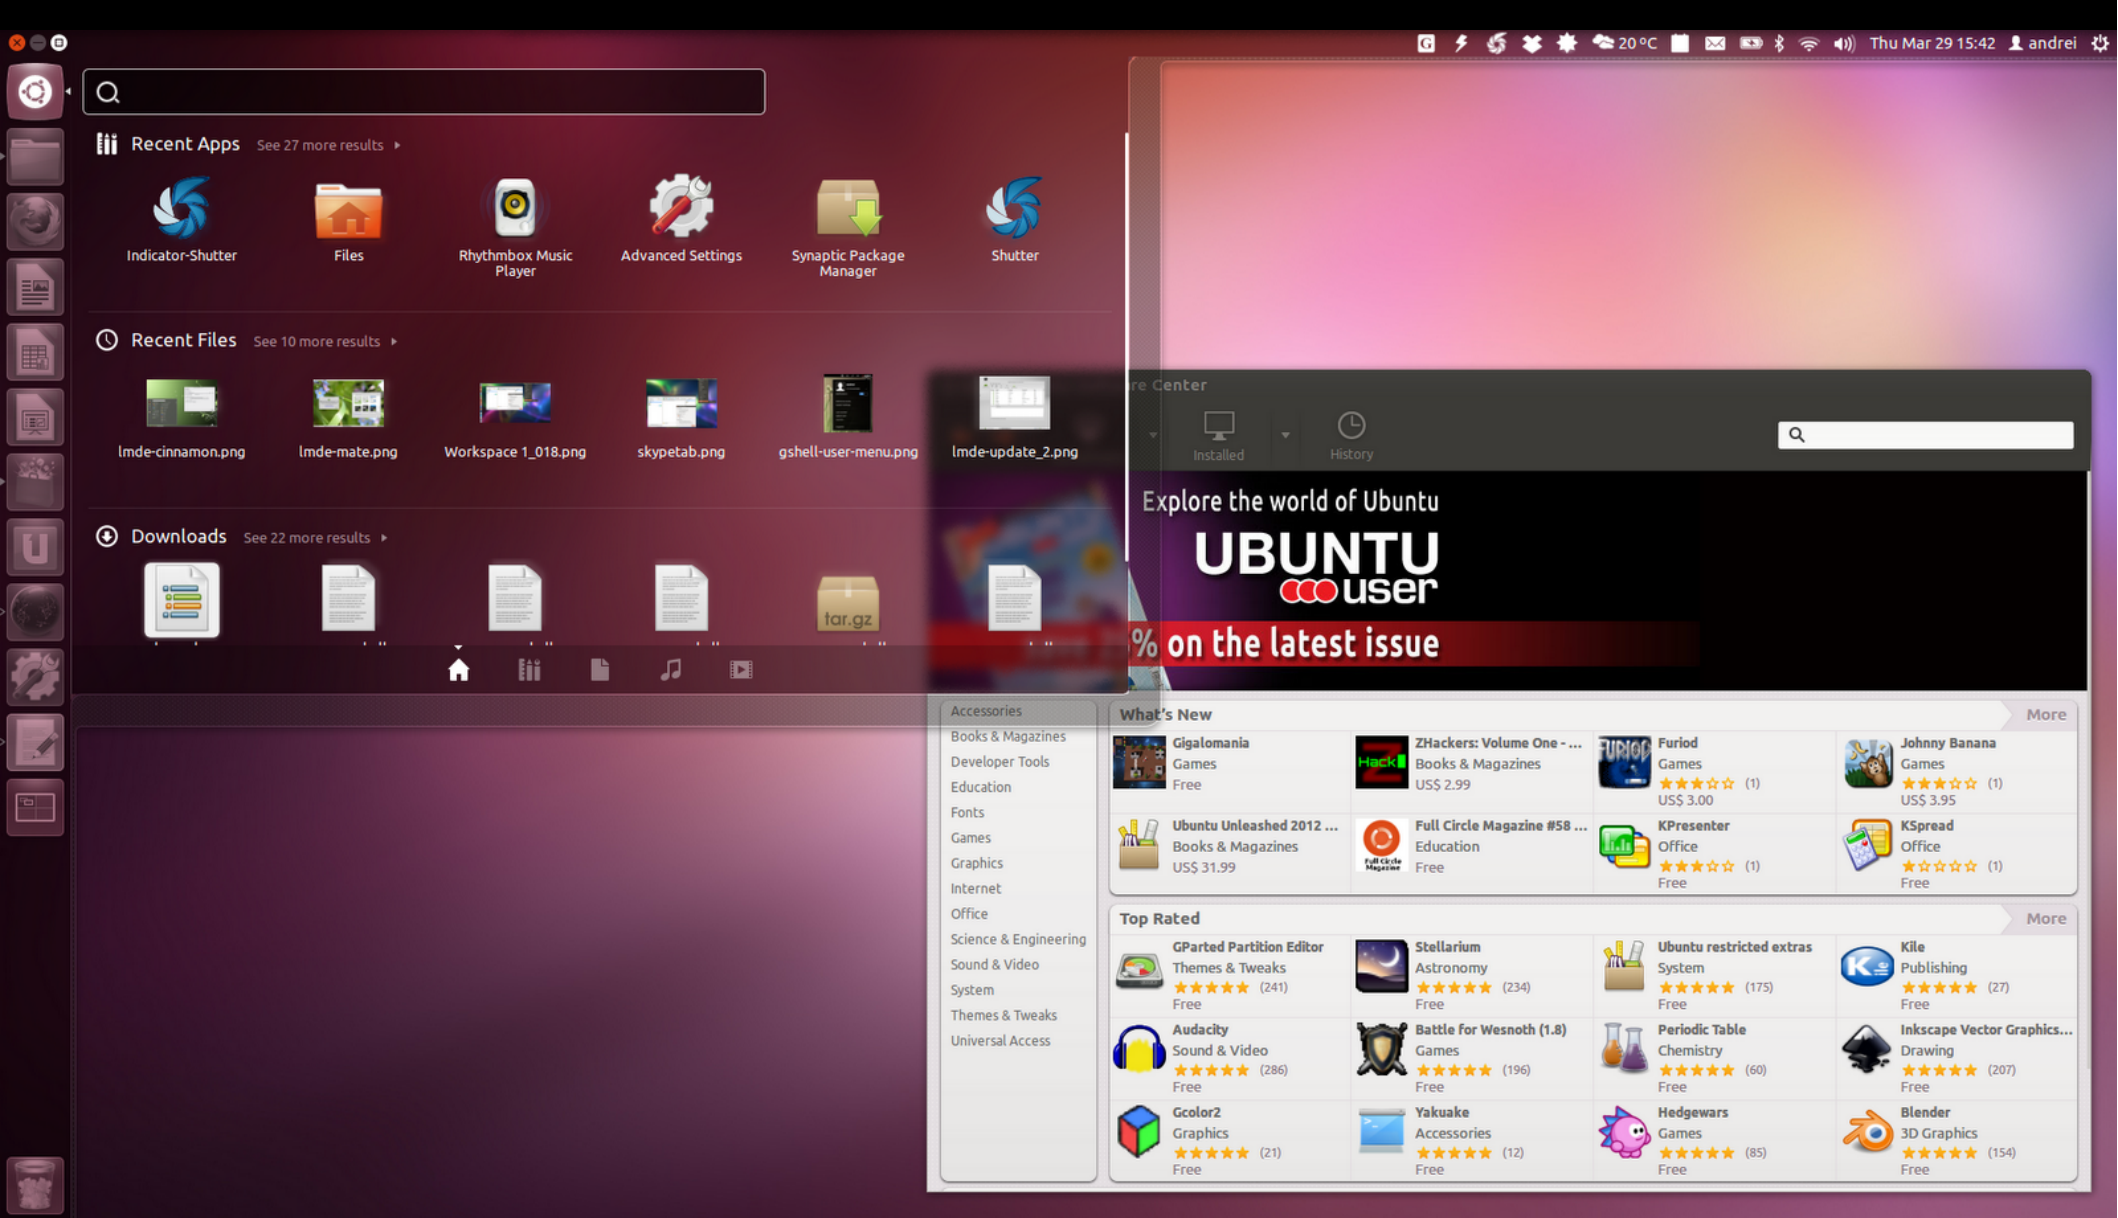 G
20 °C
Thu Mar 29 15:42
andrei
Recent Apps See 27 more results
Indicator-Shutter
Files
Rhythmbox Music
Player
Advanced Settings
Synaptic Package
Manager
Shutter
Recent Files See 10 more results
lmde-cinnamon.png
lmde-mate.png
Workspace 1_018.png
skypetab.png
gshell-user-menu.png
lmde-update_2.png
Downloads See 22 more results
tar.gz
re Center
Installed
History
Explore the world of Ubuntu
UBUNTU
user
% on the latest issue
Accessories
Books & Magazines
Developer Tools
Education
Fonts
Games
Graphics
Internet
Office
Science & Engineering
Sound & Video
System
Themes & Tweaks
Universal Access
What's New
More
Gigalomania
Games
Free
Hack
ZHackers: Volume One - ...
Books & Magazines
US$ 2.99
FURIOD
Furiod
Games
(1)
US$ 3.00
Johnny Banana
Games
(1)
US$ 3.95
Ubuntu Unleashed 2012 ...
Books & Magazines
US$ 31.99
Full Circle
Magazine
Full Circle Magazine #58 ...
Education
Free
KPresenter
Office
(1)
Free
KSpread
Office
(1)
Free
Top Rated
More
GParted Partition Editor
Themes & Tweaks
(241)
Free
Stellarium
Astronomy
(234)
Free
Ubuntu restricted extras
System
(175)
Free
Kile
Publishing
(27)
Free
Audacity
Sound & Video
(286)
Free
Battle for Wesnoth (1.8)
Games
(196)
Free
Periodic Table
Chemistry
(60)
Free
Inkscape Vector Graphics...
Drawing
(207)
Free
Gcolor2
Graphics
(21)
Free
Yakuake
Accessories
(12)
Free
Hedgewars
Games
(85)
Free
Blender
3D Graphics
(154)
Free